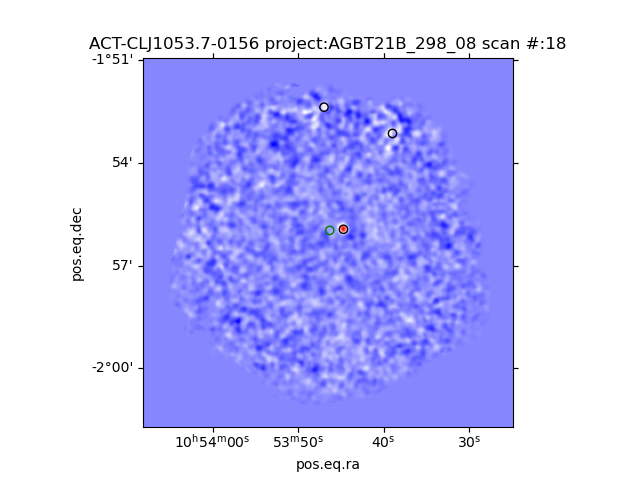 ACT-CLJ1053.7-0156 project:AGBT21B_298_08 scan #:18
-1°51'
54'
57'
-2°00'
pos.eq.dec
10ʰ54ᵐ00ˢ 53ᵐ50ˢ 40ˢ 30ˢ
pos.eq.ra